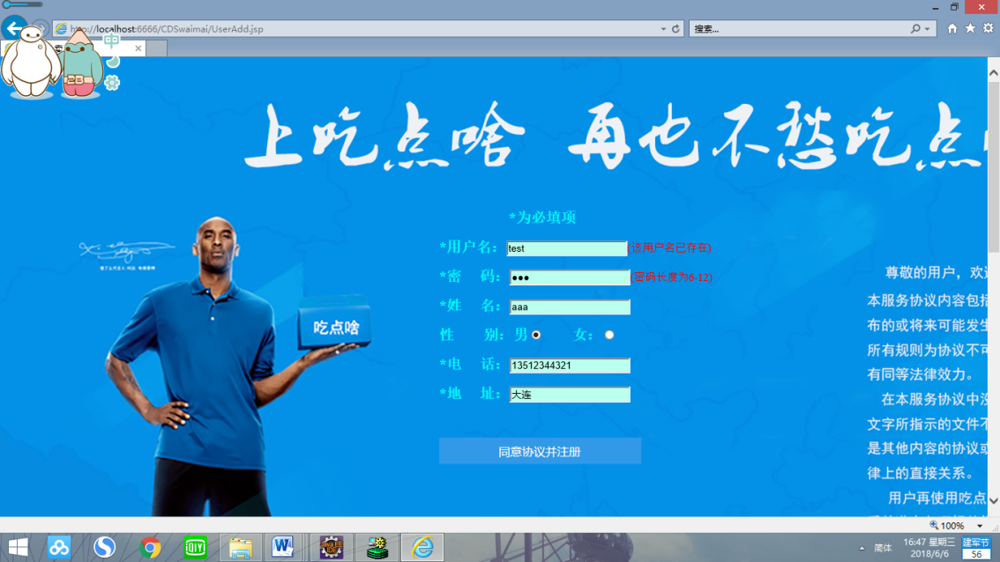 http://localhost:6666/CDSwaimai/UserAdd.jsp
搜索...
中
上吃点啥 再也不愁吃点
*为必填项
*用户名：test(该用户名已存在)
*密 码：●●●(密码长度为6-12)
*姓 名：aaa
性 别：男 女：
*电 话：13512344321
*地 址：大连
同意协议并注册
吃点啥
尊敬的用户，欢
本服务协议内容包括
布的或将来可能发生
所有规则为协议不可
有同等法律效力。
在本服务协议中没
文字所指示的文件不
是其他内容的协议或
律上的直接关系。
用户再使用吃点
100%
QIY
Java EE
IDE
简体
16:47 星期三
2018/6/6
建军节
56